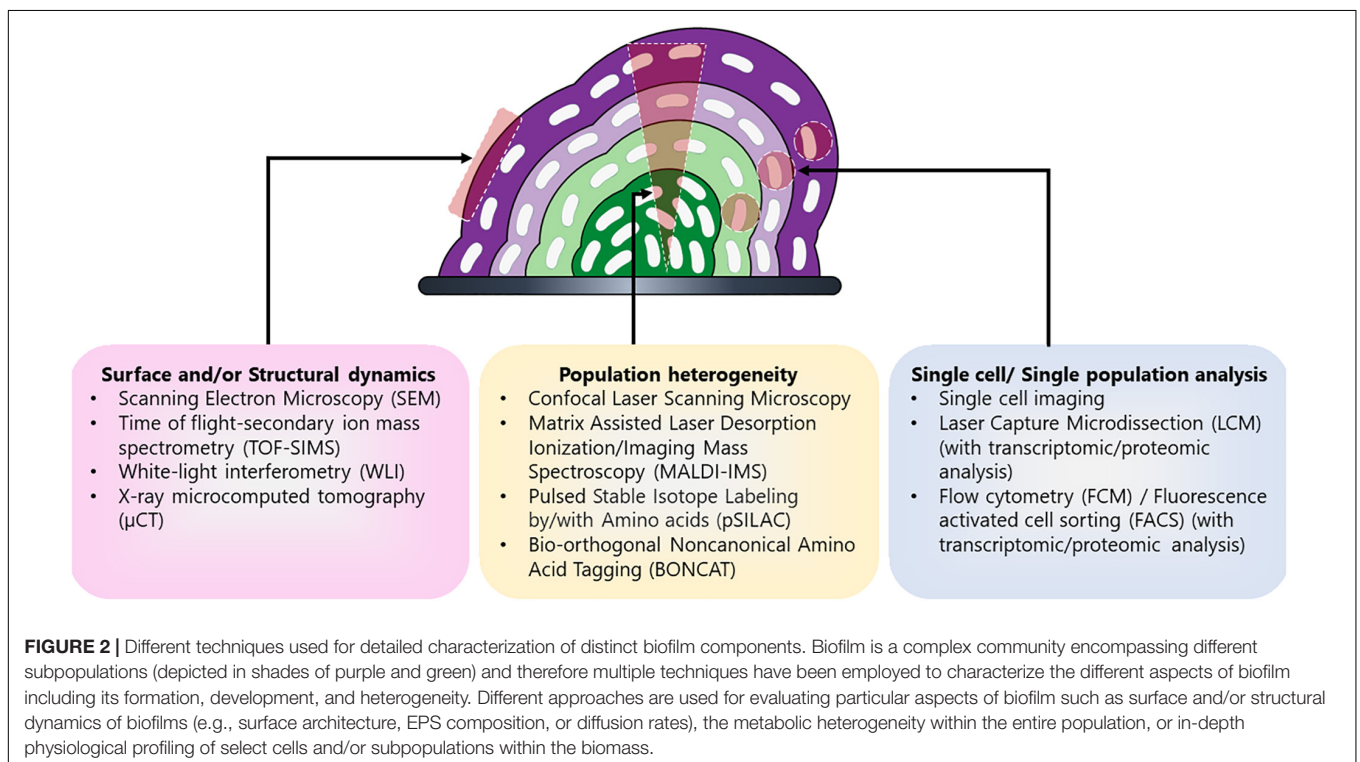 Surface and/or Structural dynamics
• Scanning Electron Microscopy (SEM)
• Time of flight-secondary ion mass
spectrometry (TOF-SIMS)
• White-light interferometry (WLI)
• X-ray microcomputed tomography
(µCT)
Population heterogeneity
• Confocal Laser Scanning Microscopy
• Matrix Assisted Laser Desorption
Ionization/Imaging Mass
Spectroscopy (MALDI-IMS)
• Pulsed Stable Isotope Labeling
by/with Amino acids (pSILAC)
• Bio-orthogonal Noncanonical Amino
Acid Tagging (BONCAT)
Single cell/ Single population analysis
• Single cell imaging
• Laser Capture Microdissection (LCM)
(with transcriptomic/proteomic
analysis)
• Flow cytometry (FCM) / Fluorescence
activated cell sorting (FACS) (with
transcriptomic/proteomic analysis)
FIGURE 2 | Different techniques used for detailed characterization of distinct biofilm components. Biofilm is a complex community encompassing different
subpopulations (depicted in shades of purple and green) and therefore multiple techniques have been employed to characterize the different aspects of biofilm
including its formation, development, and heterogeneity. Different approaches are used for evaluating particular aspects of biofilm such as surface and/or structural
dynamics of biofilms (e.g., surface architecture, EPS composition, or diffusion rates), the metabolic heterogeneity within the entire population, or in-depth
physiological profiling of select cells and/or subpopulations within the biomass.